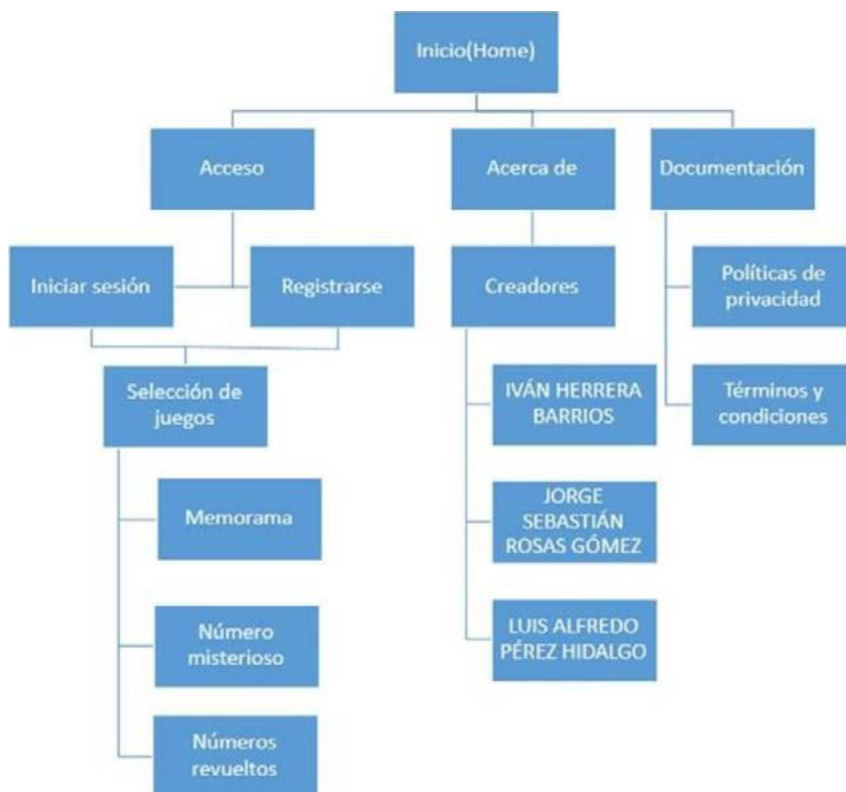 Inicio(Home)
Acceso
Acerca de
Documentación
Iniciar sesión
Registrarse
Creadores
Políticas de
privacidad
Selección de
juegos
IVÁN HERRERA
BARRIOS
Términos y
condiciones
Memorama
JORGE
SEBASTIÁN
ROSAS GÓMEZ
Número
misterioso
LUIS ALFREDO
PÉREZ HIDALGO
Números
revueltos